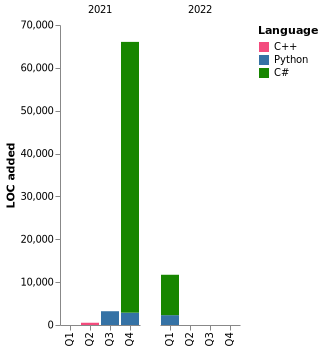 2021
2022
LOC added
70,000
60,000
50,000
40,000
30,000
20,000
10,000
0
Q1
Q2
Q3
Q4
Q1
Q2
Q3
Q4
Language
C++
Python
C#